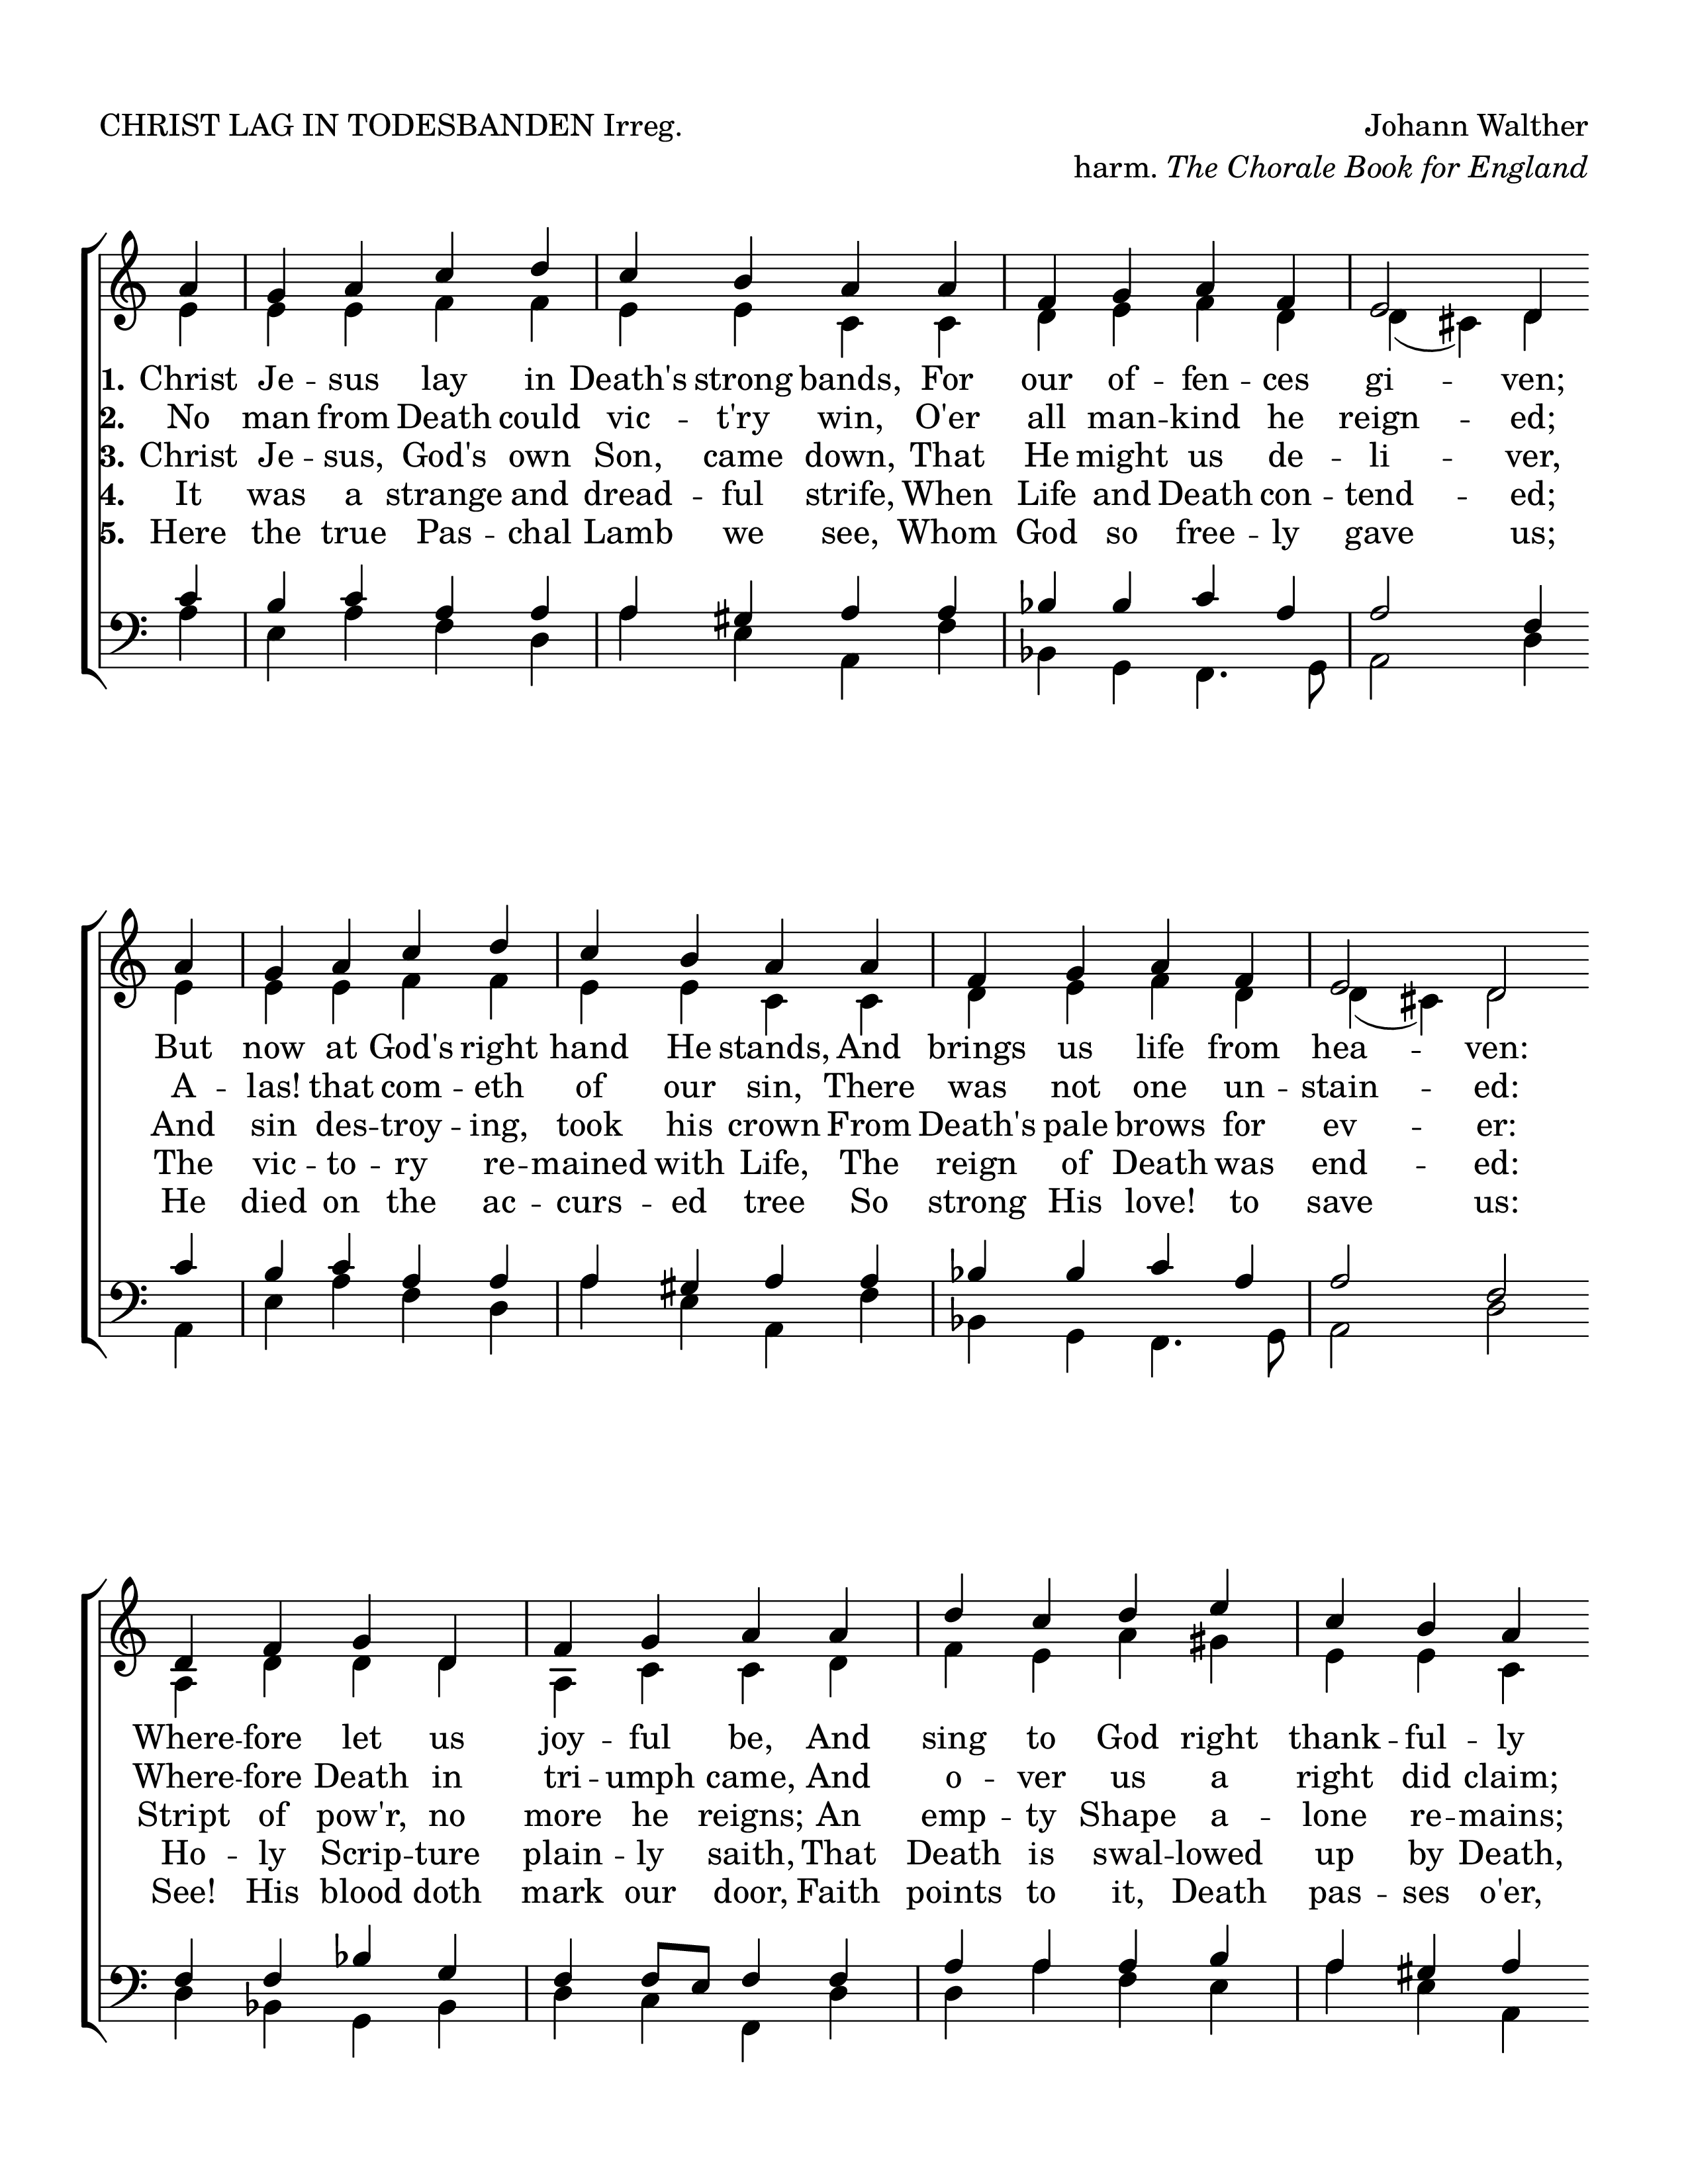 CHRIST LAG IN TODESBANDEN Irreg.
Johann Walther
harm. The Chorale Book for England
1. Christ Je - sus lay in Death's strong bands, For our of - fen - ces gi - ven;
2. No man from Death could vic - t'ry win, O'er all man - kind he reign - ed;
3. Christ Je - sus, God's own Son, came down, That He might us de - li - ver,
4. It was a strange and dread - ful strife, When Life and Death con - tend - ed;
5. Here the true Pas - chal Lamb we see, Whom God so free - ly gave us;
But now at God's right hand He stands, And brings us life from hea - ven:
A - las! that com - eth of our sin, There was not one un - stain - ed:
And sin des - troy - ing, took his crown From Death's pale brows for ev - er:
The vic - to - ry re - mained with Life, The reign of Death was end - ed:
He died on the ac - curs - ed tree So strong His love! to save us:
Where - fore let us joy - ful be, And sing to God right thank - ful - ly
Where - fore Death in tri - umph came, And o - ver us a right did claim;
Stript of pow'r, no more he reigns; An emp - ty Shape a - lone re - mains;
Ho - ly Scrip - ture plain - ly saith, That Death is swal - lowed up by Death,
See! His blood doth mark our door, Faith points to it, Death pas - ses o'er,